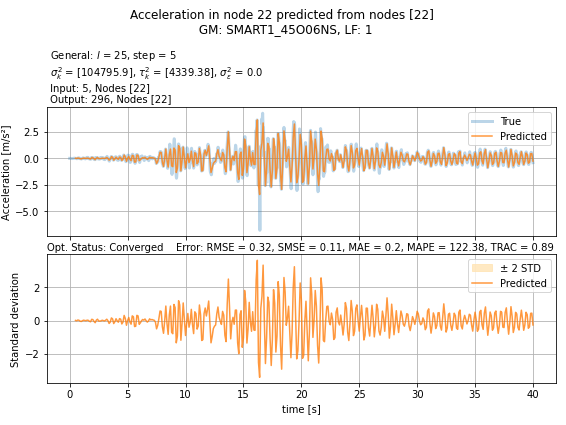 Acceleration in node 22 predicted from nodes [22]
GM: SMART1_45O06NS, LF: 1
General: l = 25, step = 5
σ²ₖ = [104795.9], τ²ₖ = [4339.38], σ²ε = 0.0
Input: 5, Nodes [22]
Output: 296, Nodes [22]
True
Predicted
Acceleration [m/s²]
2.5
0.0
−2.5
−5.0
Opt. Status: Converged Error: RMSE = 0.32, SMSE = 0.11, MAE = 0.2, MAPE = 122.38, TRAC = 0.89
± 2 STD
Predicted
Standard deviation
2
0
−2
0 5 10 15 20 25 30 35 40
time [s]